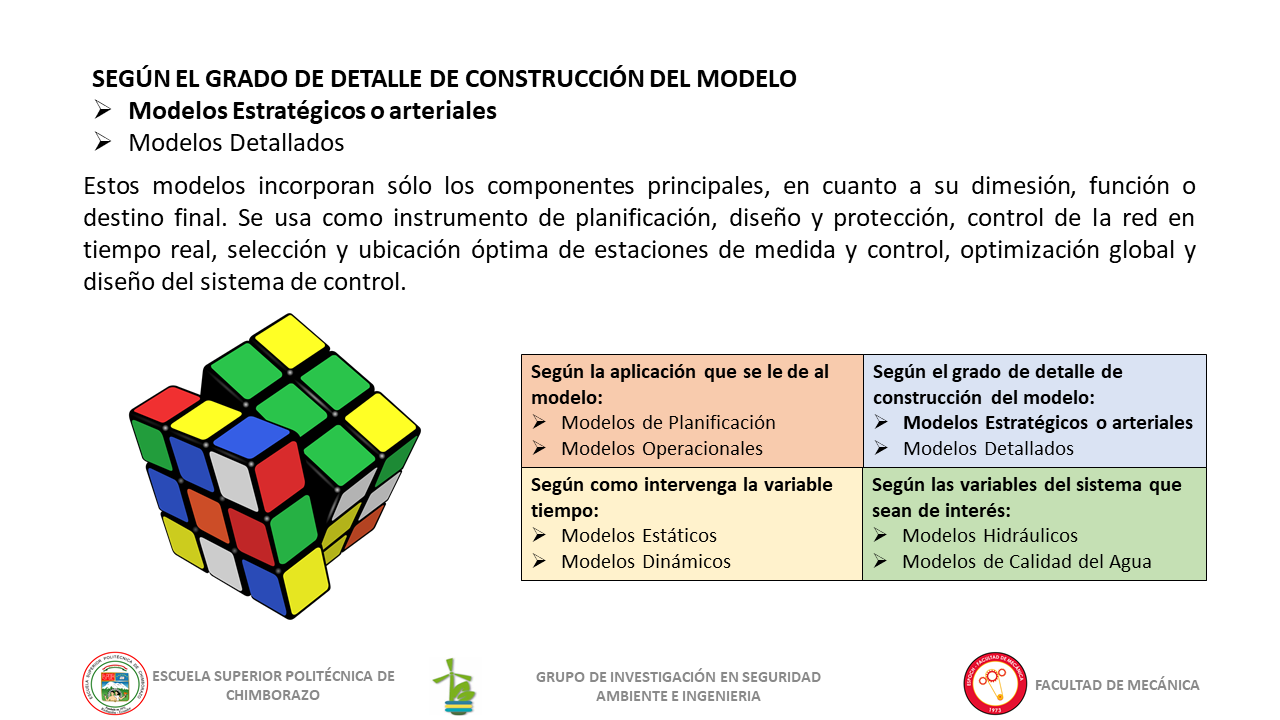 SEGÚN EL GRADO DE DETALLE DE CONSTRUCCIÓN DEL MODELO
➢ Modelos Estratégicos o arteriales
➢ Modelos Detallados
Estos modelos incorporan sólo los componentes principales, en cuanto a su dimesión, función o
destino final. Se usa como instrumento de planificación, diseño y protección, control de la red en
tiempo real, selección y ubicación óptima de estaciones de medida y control, optimización global y
diseño del sistema de control.
Según la aplicación que se le de al
modelo:
➢ Modelos de Planificación
➢ Modelos Operacionales
Según el grado de detalle de
construcción del modelo:
➢ Modelos Estratégicos o arteriales
➢ Modelos Detallados
Según como intervenga la variable
tiempo:
➢ Modelos Estáticos
➢ Modelos Dinámicos
Según las variables del sistema que
sean de interés:
➢ Modelos Hidráulicos
➢ Modelos de Calidad del Agua
ESCUELA SUPERIOR POLITÉCNICA DE
CHIMBORAZO
GRUPO DE INVESTIGACIÓN EN SEGURIDAD
AMBIENTE E INGENIERIA
ESPOCH - FACULTAD DE MECÁNICA
1973
FACULTAD DE MECÁNICA